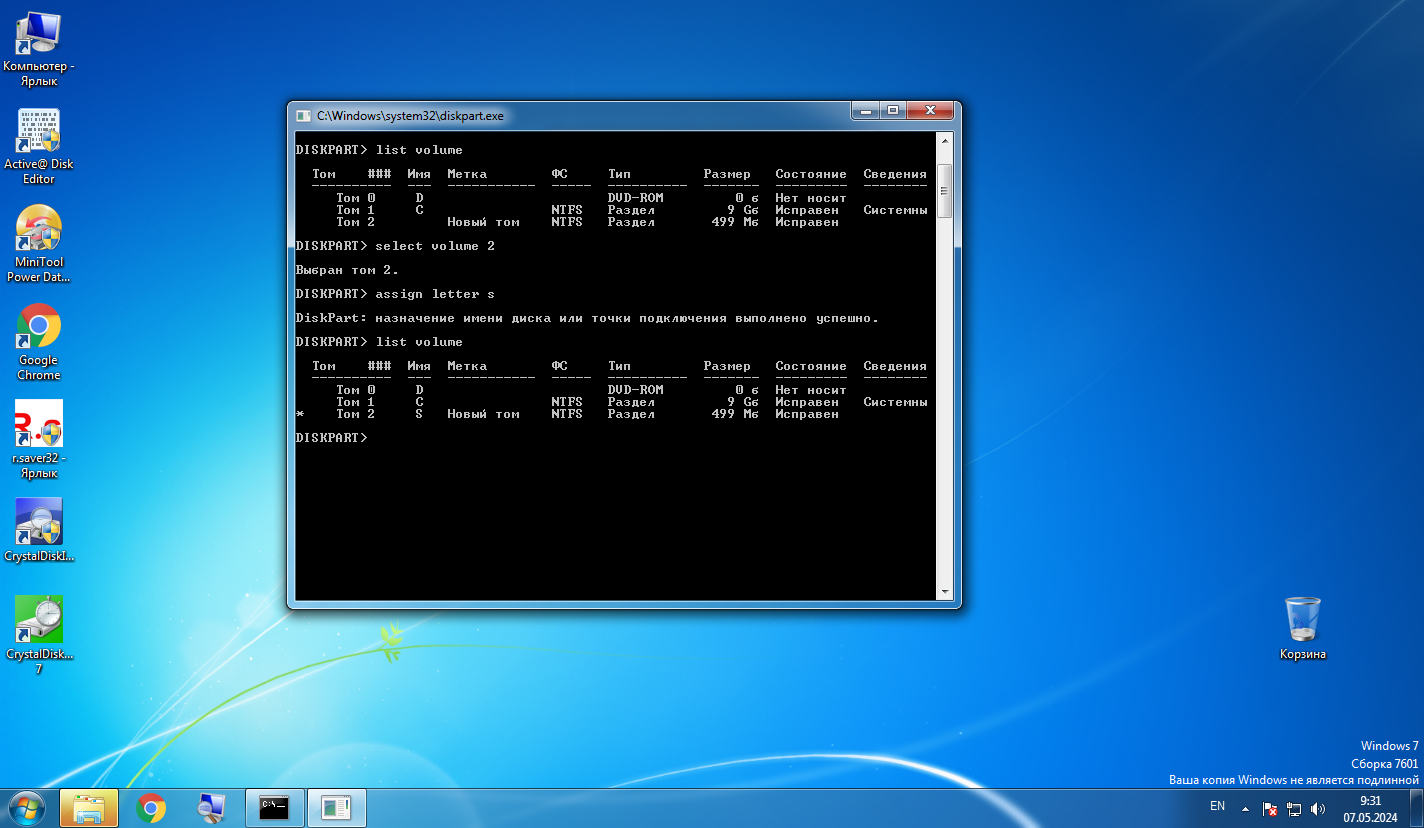 Компьютер -
Ярлык
Active@ Disk
Editor
MiniTool
Power Dat...
Google
Chrome
R.s
r.saver32 -
Ярлык
CrystalDiskI...
CrystalDisk...
7
C:\Windows\system32\diskpart.exe
DISKPART> list volume
Том ### Имя Метка ФС Тип Размер Состояние Сведения
---------- --- ----------- ----- ---------- ------- --------- --------
Том 0 D DVD-ROM 0 б Нет носит
Том 1 C NTFS Раздел 9 Gб Исправен Системны
Том 2 Новый том NTFS Раздел 499 Mб Исправен
DISKPART> select volume 2
Выбран том 2.
DISKPART> assign letter s
DiskPart: назначение имени диска или точки подключения выполнено успешно.
DISKPART> list volume
Том ### Имя Метка ФС Тип Размер Состояние Сведения
---------- --- ----------- ----- ---------- ------- --------- --------
Том 0 D DVD-ROM 0 б Нет носит
Том 1 C NTFS Раздел 9 Gб Исправен Системны
* Том 2 S Новый том NTFS Раздел 499 Mб Исправен
DISKPART>
Корзина
Windows 7
Сборка 7601
Ваша копия Windows не является подлинной
C:\_
EN
9:31
07.05.2024